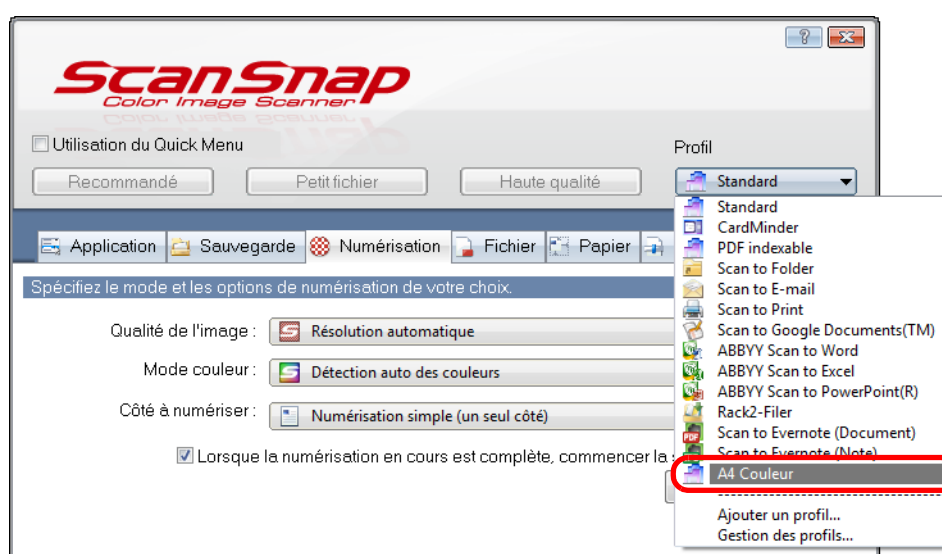 ScanSnap
Color Image Scanner
Utilisation du Quick Menu
Profil
Recommandé
Petit fichier
Haute qualité
Standard
Application
Sauvegarde
Numérisation
Fichier
Papier
Spécifiez le mode et les options de numérisation de votre choix.
Qualité de l'image :
Résolution automatique
Mode couleur :
Détection auto des couleurs
Côté à numériser :
Numérisation simple (un seul côté)
Lorsque la numérisation en cours est complète, commencer la
Standard
CardMinder
PDF indexable
Scan to Folder
Scan to E-mail
Scan to Print
Scan to Google Documents(TM)
ABBYY Scan to Word
ABBYY Scan to Excel
ABBYY Scan to PowerPoint(R)
Rack2-Filer
Scan to Evernote (Document)
Scan to Evernote (Note)
A4 Couleur
Ajouter un profil...
Gestion des profils...